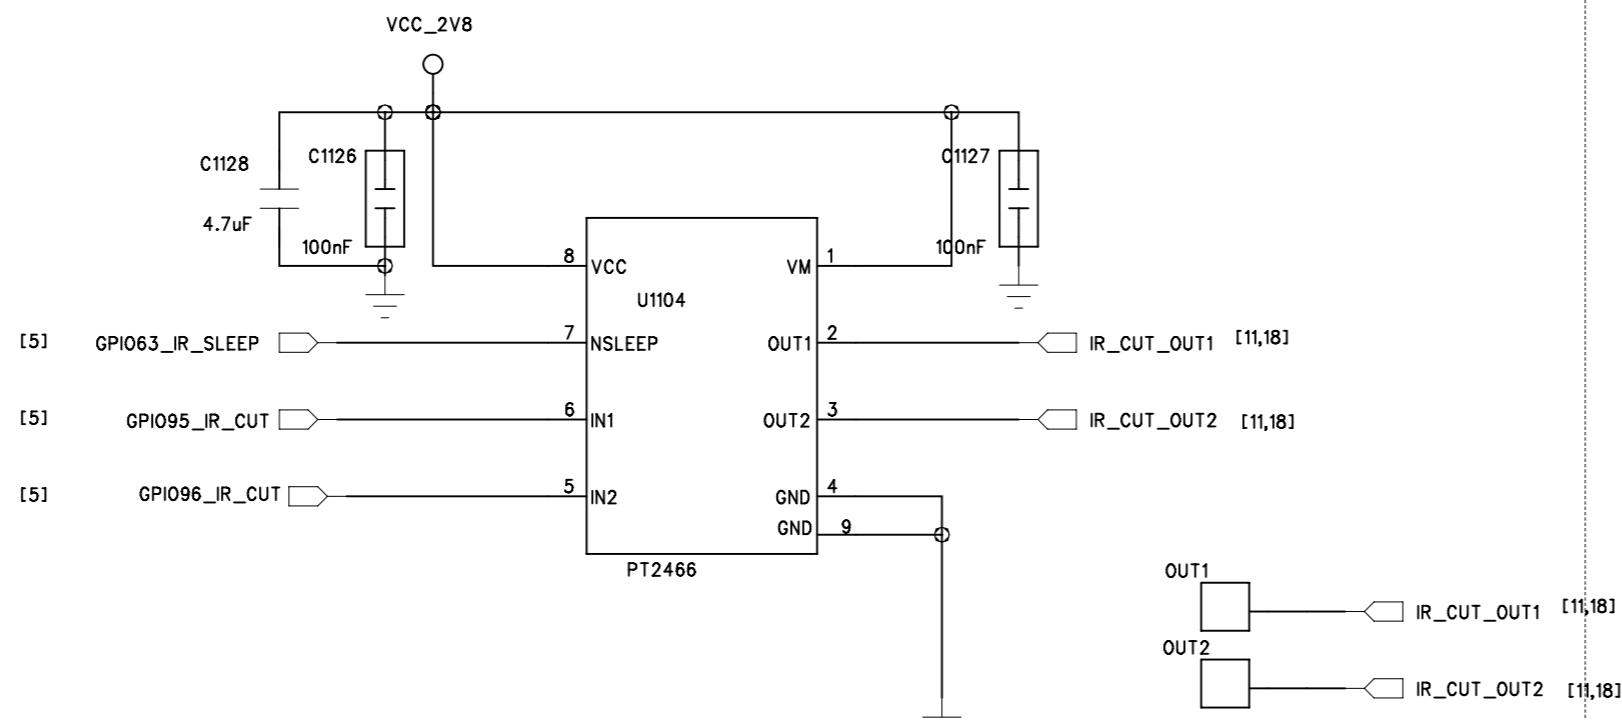 VCC_2V8
C1128
C1126
C1127
4.7uF
100nF
100nF
8
VCC
VM
1
U1104
[5]
GPIO63_IR_SLEEP
7
NSLEEP
OUT1
2
IR_CUT_OUT1
[11,18]
[5]
GPIO95_IR_CUT
6
IN1
OUT2
3
IR_CUT_OUT2
[11,18]
[5]
GPIO96_IR_CUT
5
IN2
GND
4
GND
9
PT2466
OUT1
IR_CUT_OUT1
[11,18]
OUT2
IR_CUT_OUT2
[11,18]